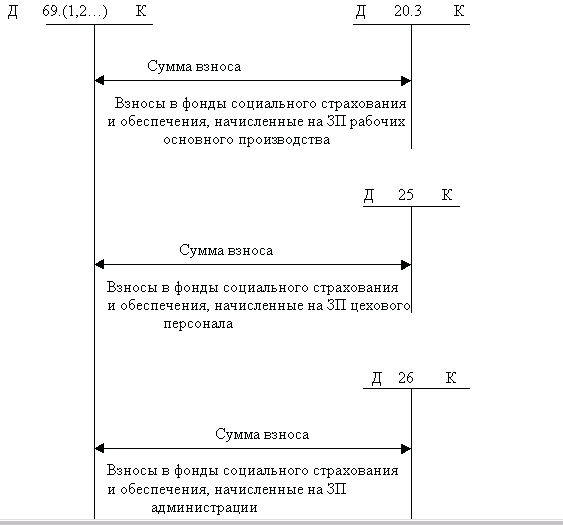 Д 69.(1,2...) К Д 20.3 К
Сумма взноса
Взносы в фонды социального страхования
и обеспечения, начисленные на ЗП рабочих
основного производства
Д 25 К
Сумма взноса
Взносы в фонды социального страхования
и обеспечения, начисленные на ЗП цехового
персонала
Д 26 К
Сумма взноса
Взносы в фонды социального страхования
и обеспечения, начисленные на ЗП
администрации